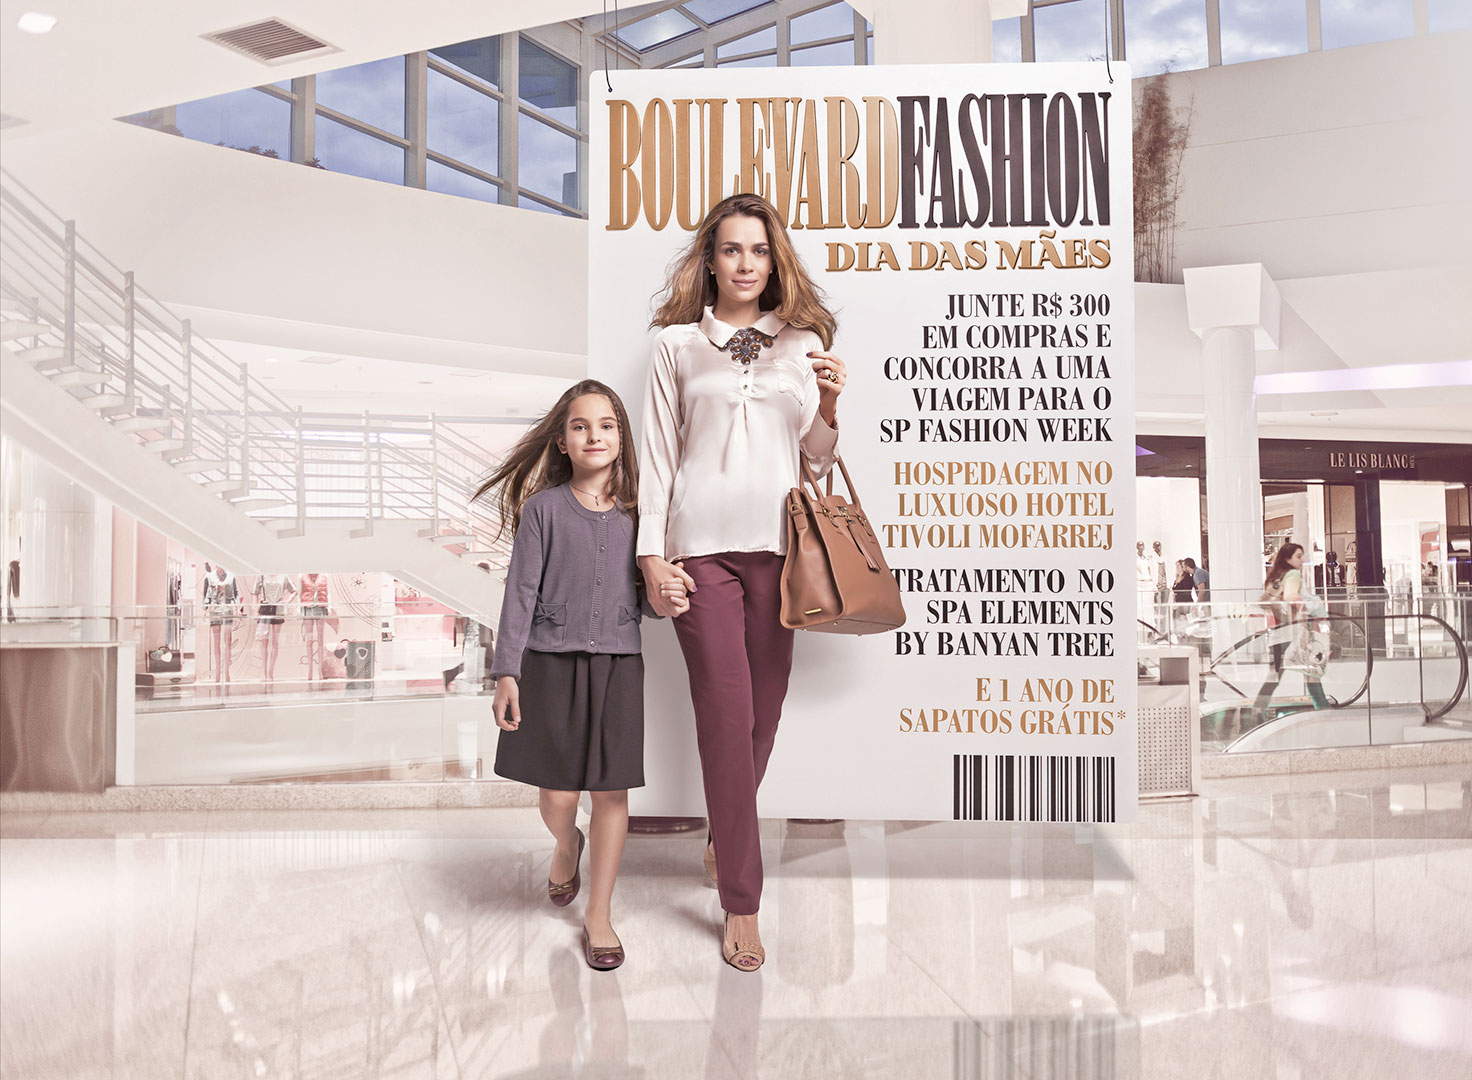 BOULEVARDFASHION
DIA DAS MÃES
JUNTE R$ 300
EM COMPRAS E
CONCORRA A UMA
VIAGEM PARA O
SP FASHION WEEK
HOSPEDAGEM NO
LUXUOSO HOTEL
TIVOLI MOFARREJ
TRATAMENTO NO
SPA ELEMENTS
BY BANYAN TREE
E 1 ANO DE
SAPATOS GRÁTIS*
LE LIS BLANC